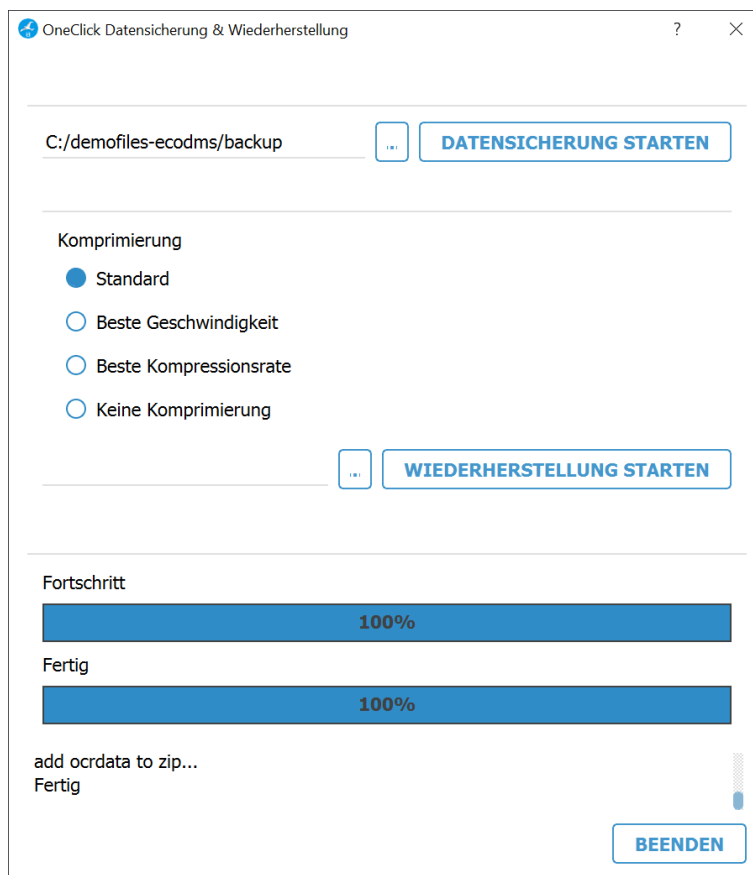 OneClick Datensicherung & Wiederherstellung ?
C:/demofiles-ecodms/backup ... DATENSICHERUNG STARTEN
Komprimierung
Standard
Beste Geschwindigkeit
Beste Kompressionsrate
Keine Komprimierung
... WIEDERHERSTELLUNG STARTEN
Fortschritt
100%
Fertig
100%
add ocrdata to zip...
Fertig
BEENDEN